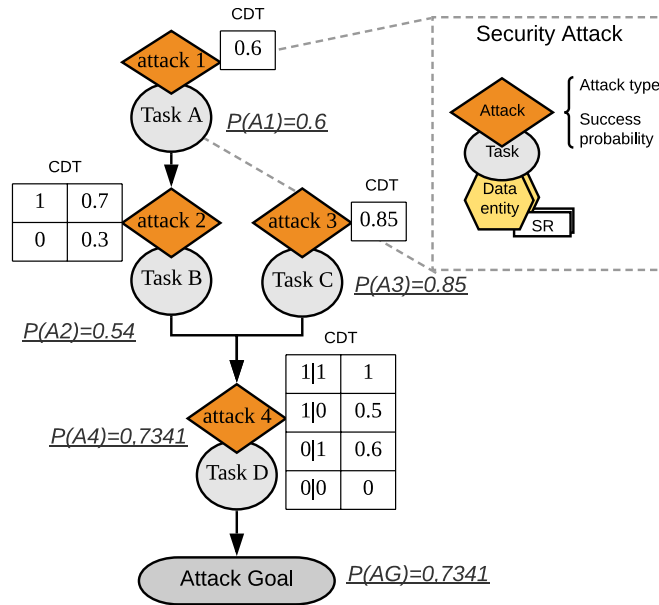 CDT
attack 1
0.6
Task A
P(A1)=0.6
Security Attack
Attack
Attack type
Success
probability
Task
Data
entity
SR
CDT
1 0.7
0 0.3
attack 2
Task B
P(A2)=0.54
CDT
attack 3
0.85
Task C
P(A3)=0.85
CDT
1|1 1
1|0 0.5
0|1 0.6
0|0 0
attack 4
P(A4)=0,7341
Task D
Attack Goal
P(AG)=0,7341